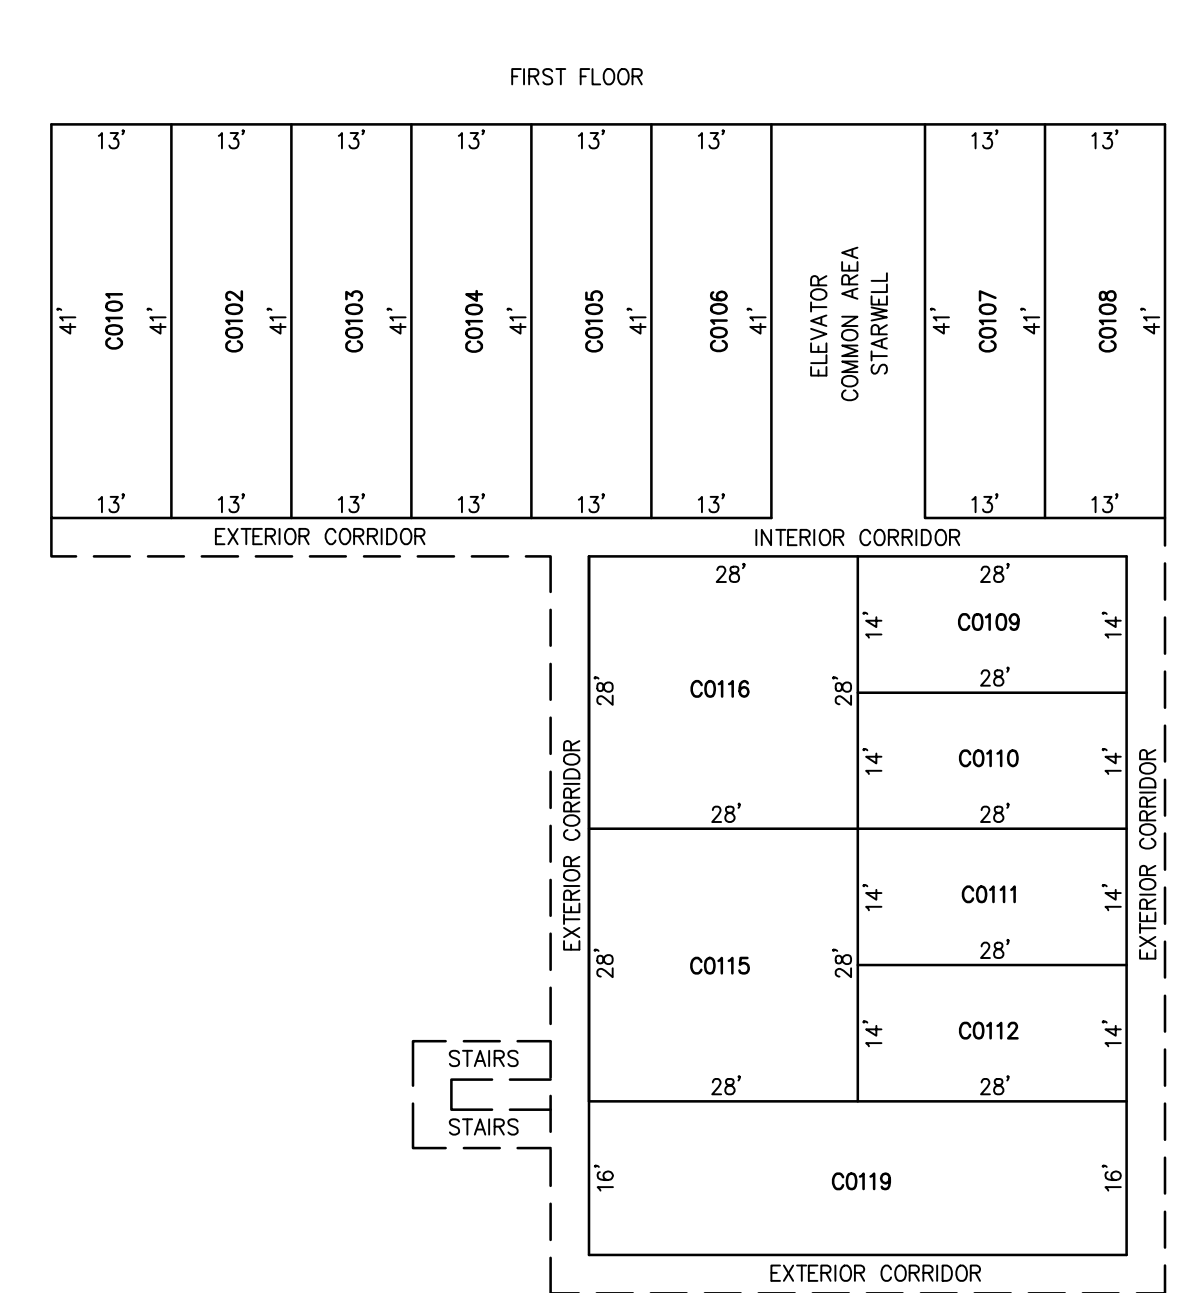 FIRST FLOOR
13' 13' 13' 13' 13' 13' 13' 13'
41' C0101 41' C0102 41' C0103 41' C0104 41' C0105 41' C0106 41'
ELEVATOR
COMMON AREA
STARWELL
41' C0107 41' C0108 41'
13' 13' 13' 13' 13' 13' 13' 13'
EXTERIOR CORRIDOR
INTERIOR CORRIDOR
28' 28'
14' C0109 14'
28'
28' C0116 28'
14' C0110 14'
28' 28'
EXTERIOR CORRIDOR
EXTERIOR CORRIDOR
14' C0111 14'
28'
28' C0115 28'
14' C0112 14'
28' 28'
STAIRS
STAIRS
16' C0119 16'
EXTERIOR CORRIDOR